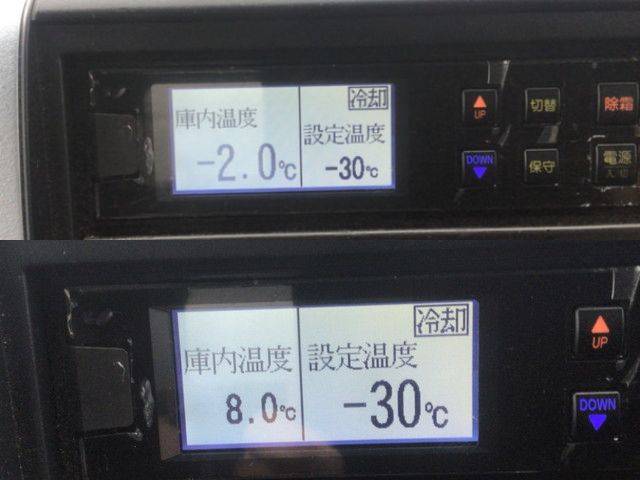 冷却
庫内温度
設定温度
-2.0℃
-30℃
UP
切替
除霜
DOWN
保守
電源
入/切
冷却
庫内温度
設定温度
8.0℃
-30℃
UP
DOWN